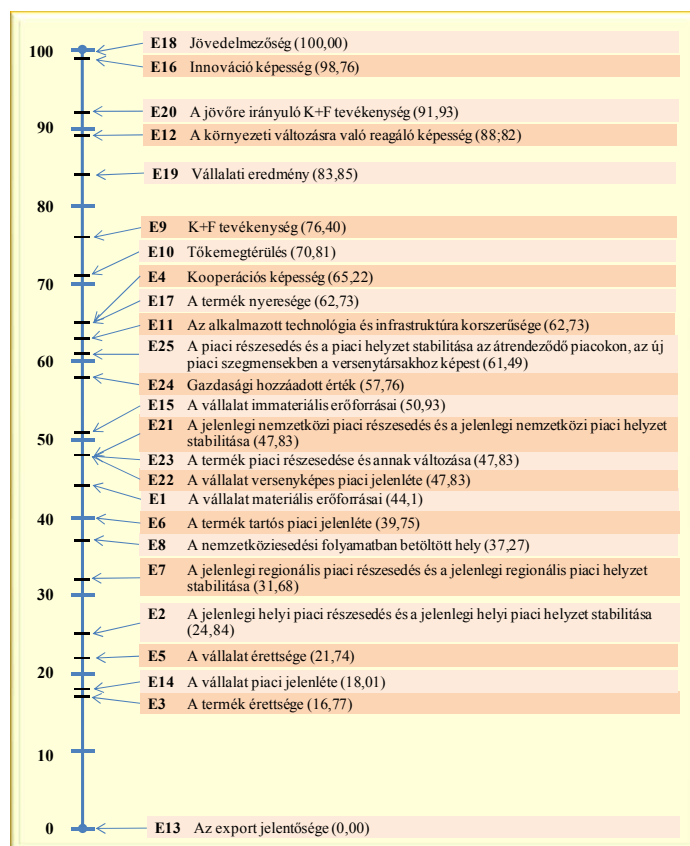 100
90
80
70
60
50
40
30
20
10
0
E18 Jövedelmezőség (100,00)
E16 Innováció képesség (98,76)
E20 A jövőre irányuló K+F tevékenység (91,93)
E12 A környezeti változásra való reagáló képesség (88;82)
E19 Vállalati eredmény (83,85)
E9 K+F tevékenység (76,40)
E10 Tőkemegtérülés (70,81)
E4 Kooperációs képesség (65,22)
E17 A termék nyeresége (62,73)
E11 Az alkalmazott technológia és infrastruktúra korszerűsége (62,73)
E25 A piaci részesedés és a piaci helyzet stabilitása az átrendeződő piacokon, az új
piaci szegmensekben a versenytársakhoz képest (61,49)
E24 Gazdasági hozzáadott érték (57,76)
E15 A vállalat immateriális erőforrásai (50,93)
E21 A jelenlegi nemzetközi piaci részesedés és a jelenlegi nemzetközi piaci helyzet
stabilitása (47,83)
E23 A termék piaci részesedése és annak változása (47,83)
E22 A vállalat versenyképes piaci jelenléte (47,83)
E1 A vállalat materiális erőforrásai (44,1)
E6 A termék tartós piaci jelenléte (39,75)
E8 A nemzetköziesedési folyamatban betöltött hely (37,27)
E7 A jelenlegi regionális piaci részesedés és a jelenlegi regionális piaci helyzet
stabilitása (31,68)
E2 A jelenlegi helyi piaci részesedés és a jelenlegi helyi piaci helyzet stabilitása
(24,84)
E5 A vállalat érettsége (21,74)
E14 A vállalat piaci jelenléte (18,01)
E3 A termék érettsége (16,77)
E13 Az export jelentősége (0,00)